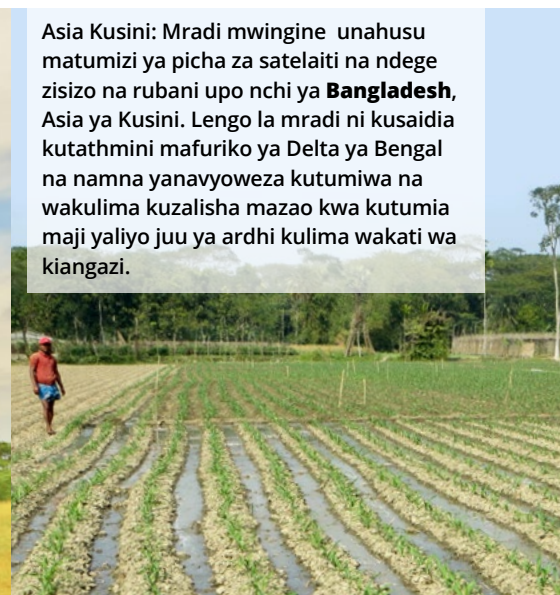 Asia Kusini: Mradi mwingine unahusu
matumizi ya picha za satelaiti na ndege
zisizo na rubani upo nchi ya Bangladesh,
Asia ya Kusini. Lengo la mradi ni kusaidia
kutathmini mafuriko ya Delta ya Bengal
na namna yanavyoweza kutumiwa na
wakulima kuzalisha mazao kwa kutumia
maji yaliyo juu ya ardhi kulima wakati wa
kiangazi.